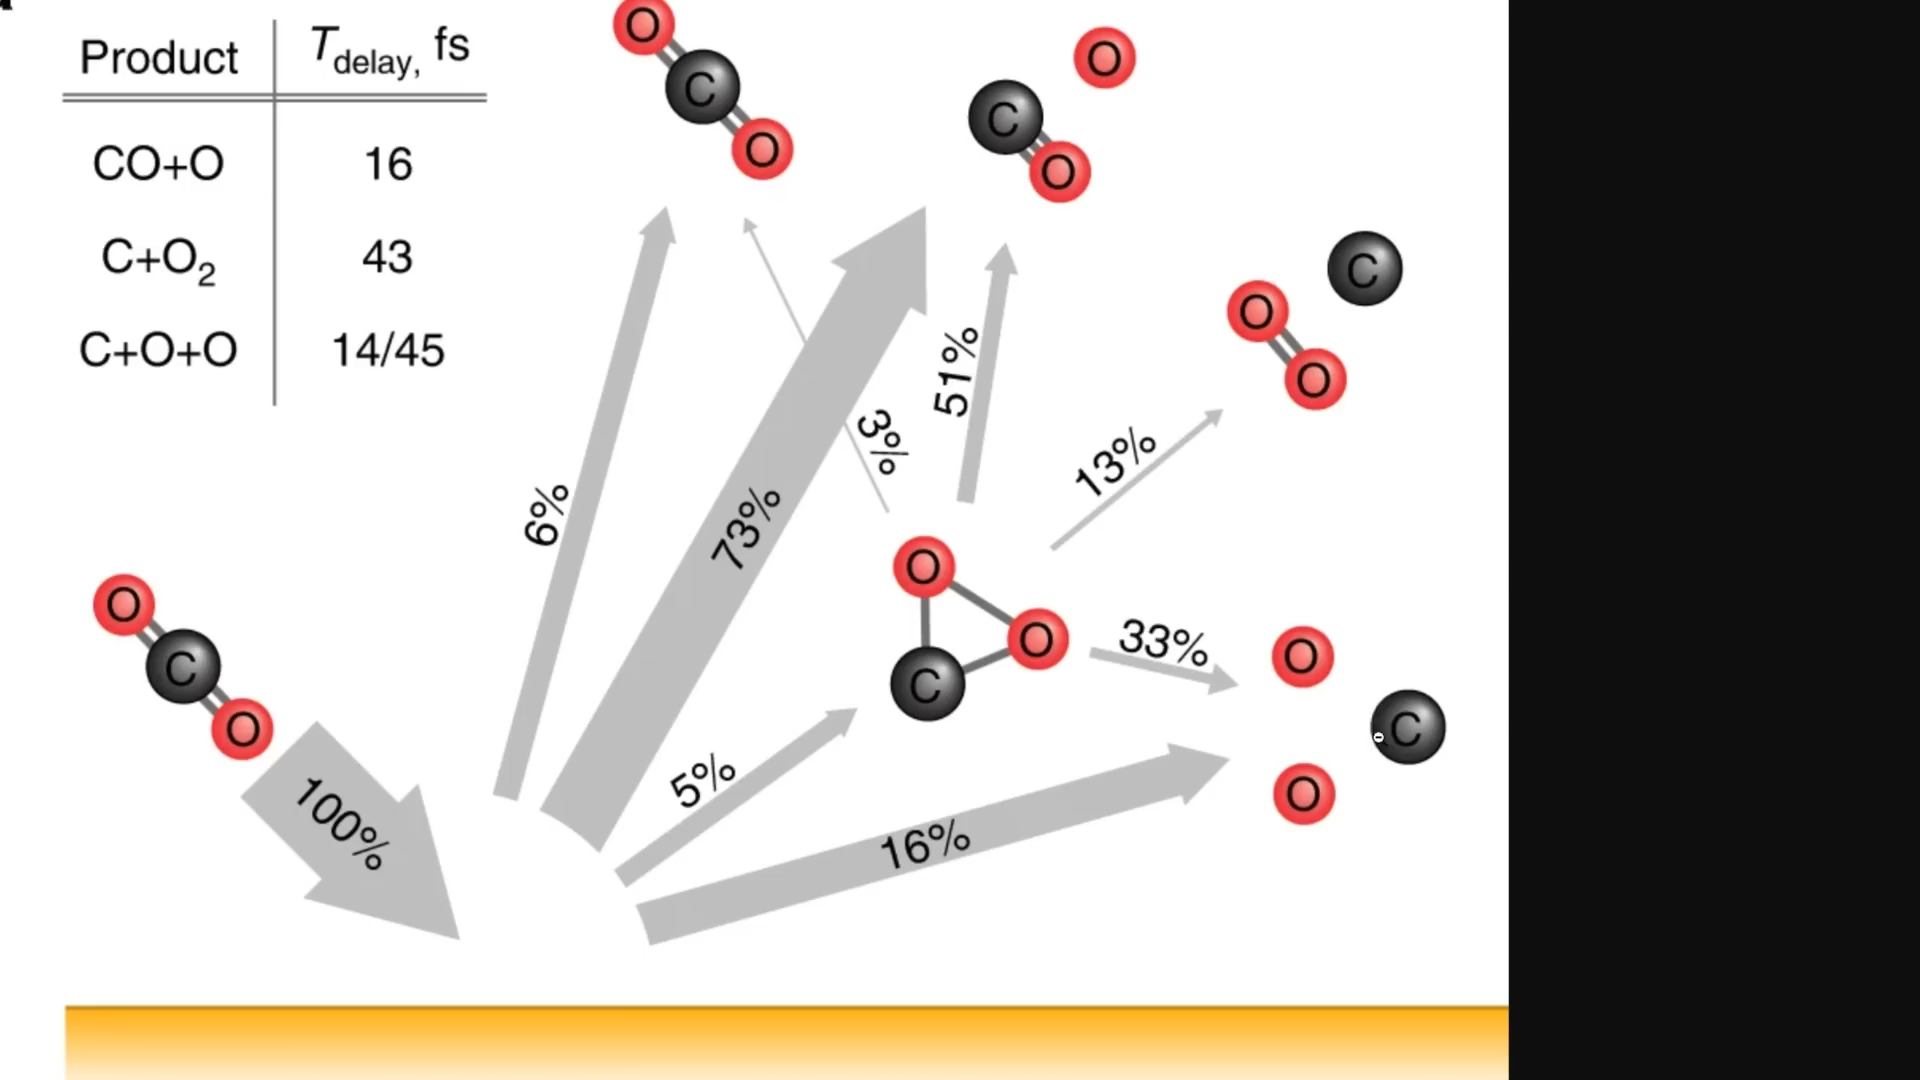 Product T_delay, fs
CO+O 16
C+O₂ 43
C+O+O 14/45
O
C
O
O
C
O
C
O
O
6%
73%
3%
51%
13%
O
C
O
100%
O
O
C
33%
5%
16%
O
C
O